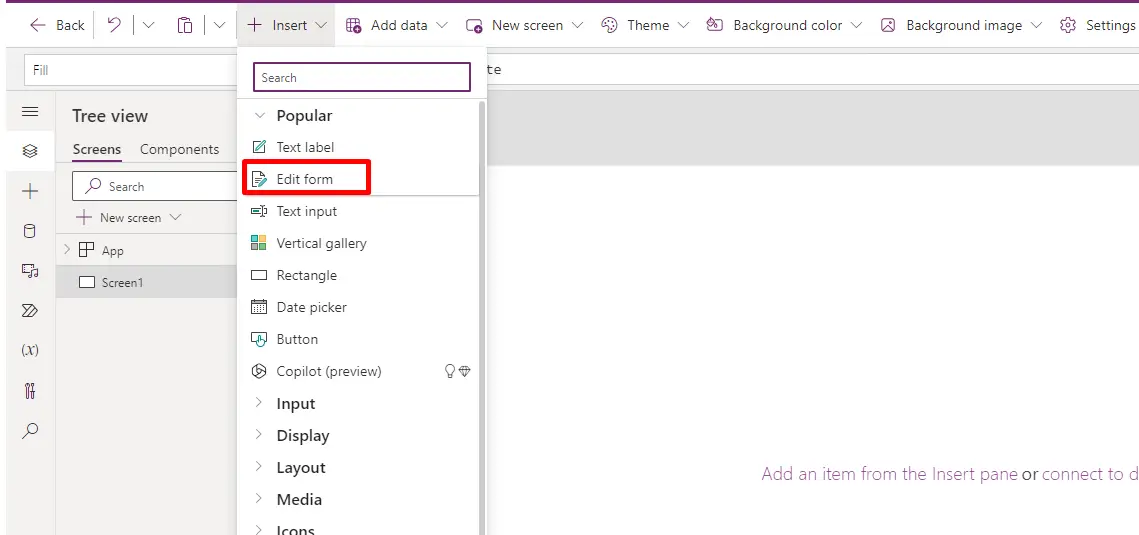 Back Insert Add data New screen Theme Background color Background image Settings
Fill te
Search
Tree view
Screens Components
Search
New screen
App
Screen1
Popular
Text label
Edit form
Text input
Vertical gallery
Rectangle
Date picker
Button
Copilot (preview)
Input
Display
Layout
Media
Icons
(x)
Add an item from the Insert pane or connect to d